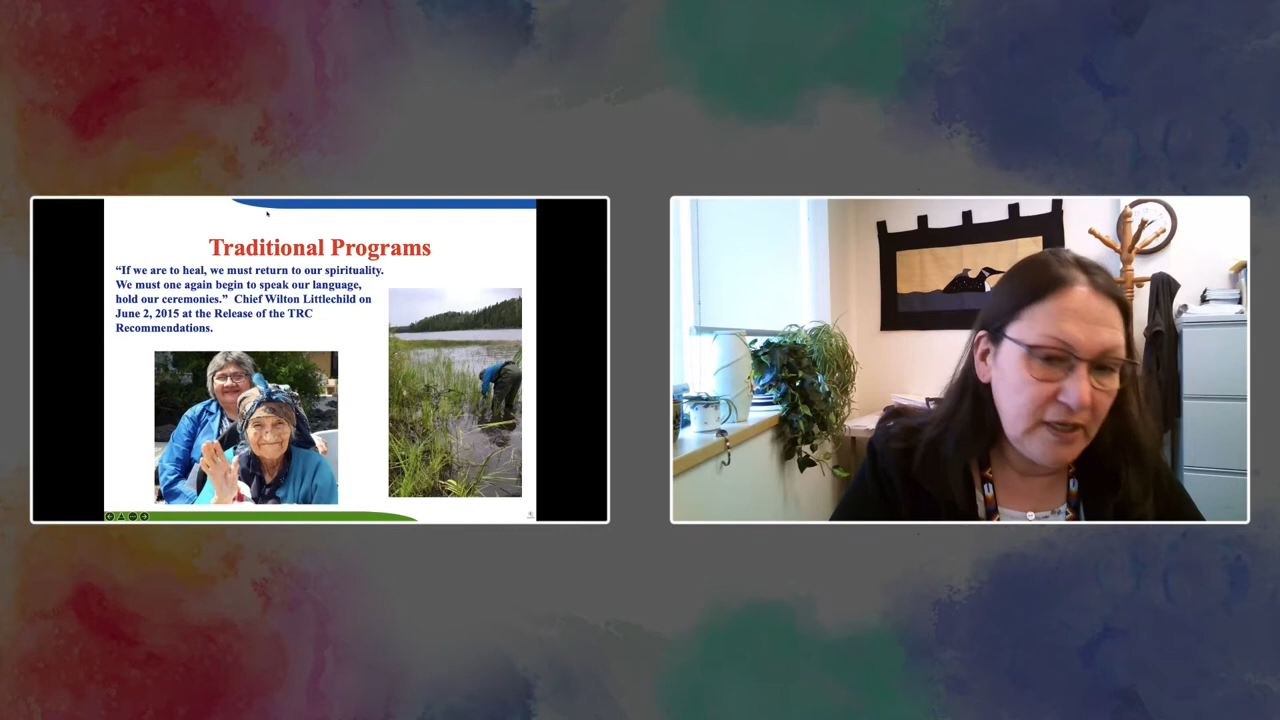 Traditional Programs
“If we are to heal, we must return to our spirituality.
We must one again begin to speak our language,
hold our ceremonies.”  Chief Wilton Littlechild on
June 2, 2015 at the Release of the TRC
Recommendations.